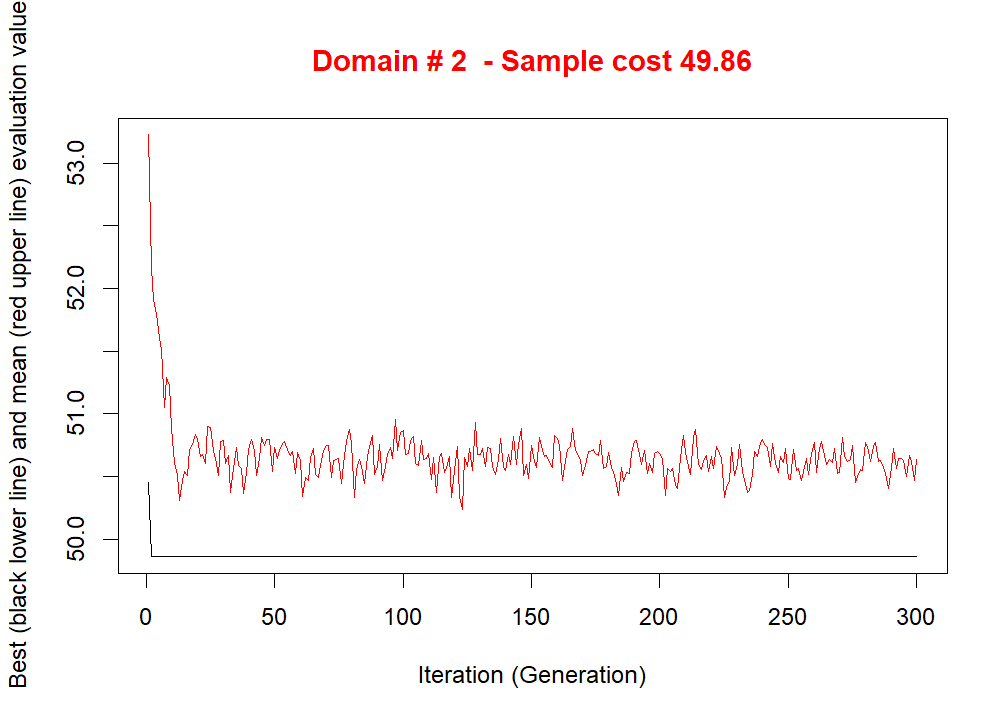 Domain # 2  - Sample cost 49.86
Best (black lower line) and mean (red upper line) evaluation value
53.0
52.0
51.0
50.0
0 50 100 150 200 250 300
Iteration (Generation)